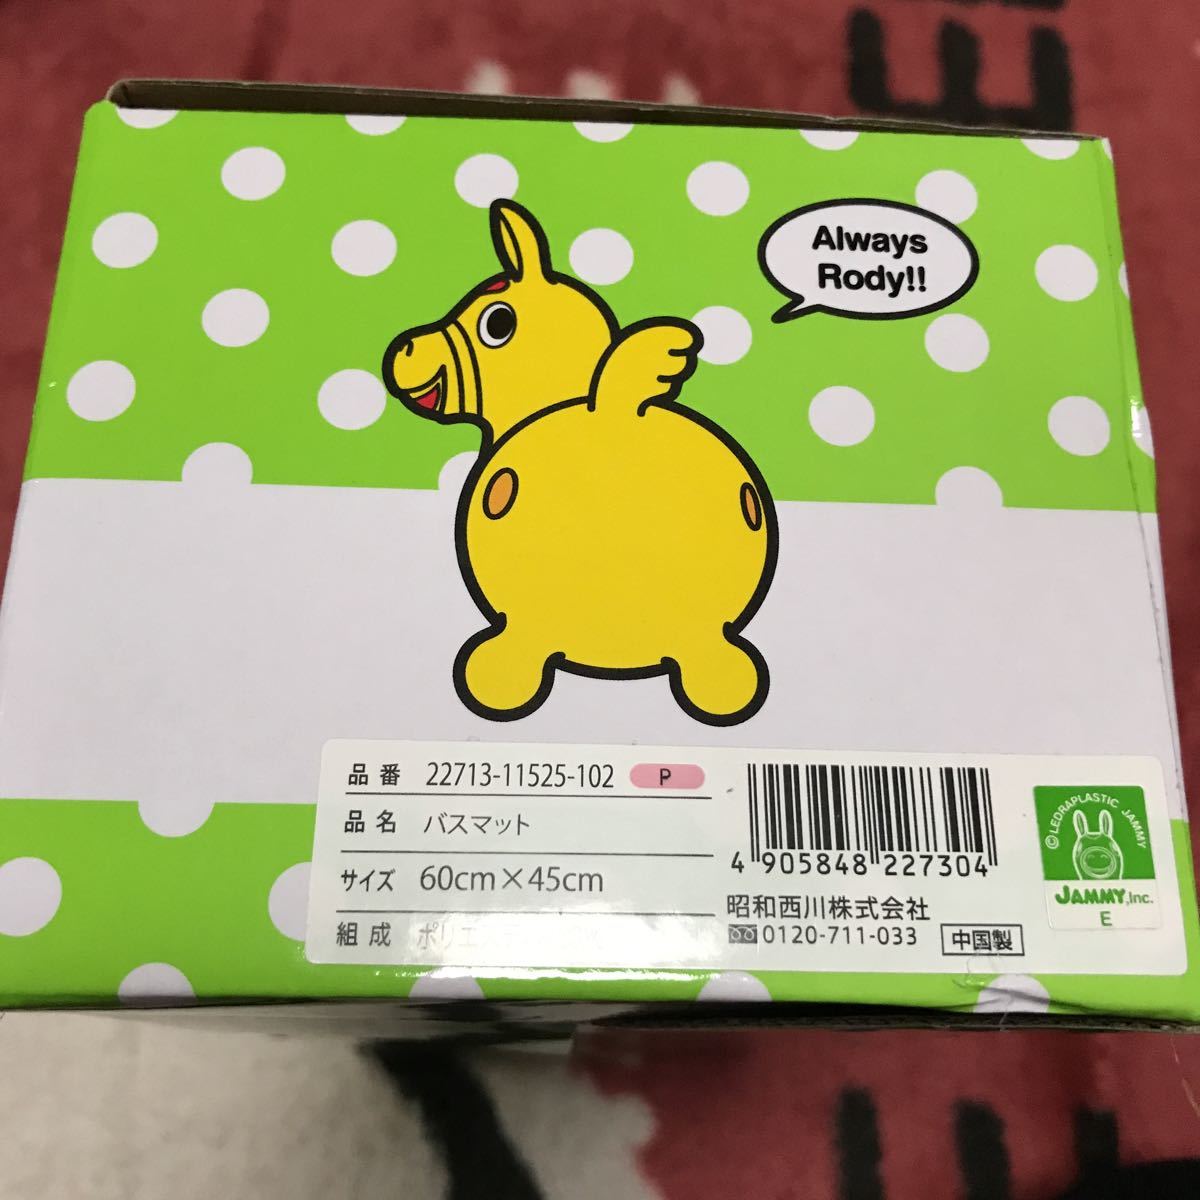 Always
Rody!!
品番 22713-11525-102 P
品名 バスマット
サイズ 60cm×45cm
組成
4 905848 227304
昭和西川株式会社
0120-711-033 中国製
© LEDRAPLASTIC JAMMY
JAMMY,Inc.
E